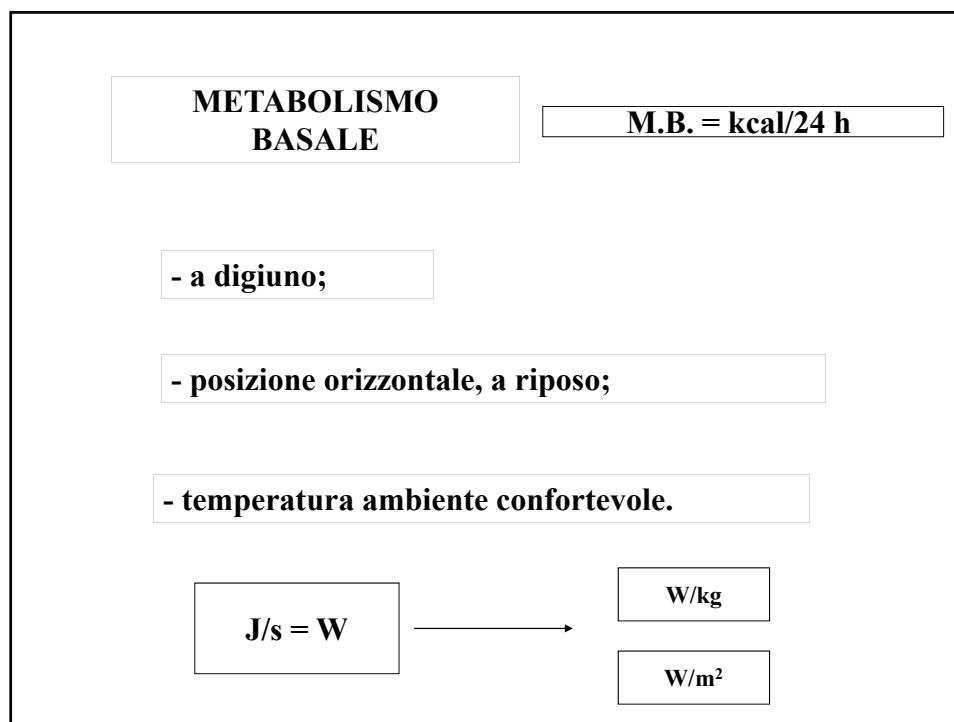 METABOLISMO
BASALE
M.B. = kcal/24 h
- a digiuno;
- posizione orizzontale, a riposo;
- temperatura ambiente confortevole.
J/s = W
W/kg
W/m²